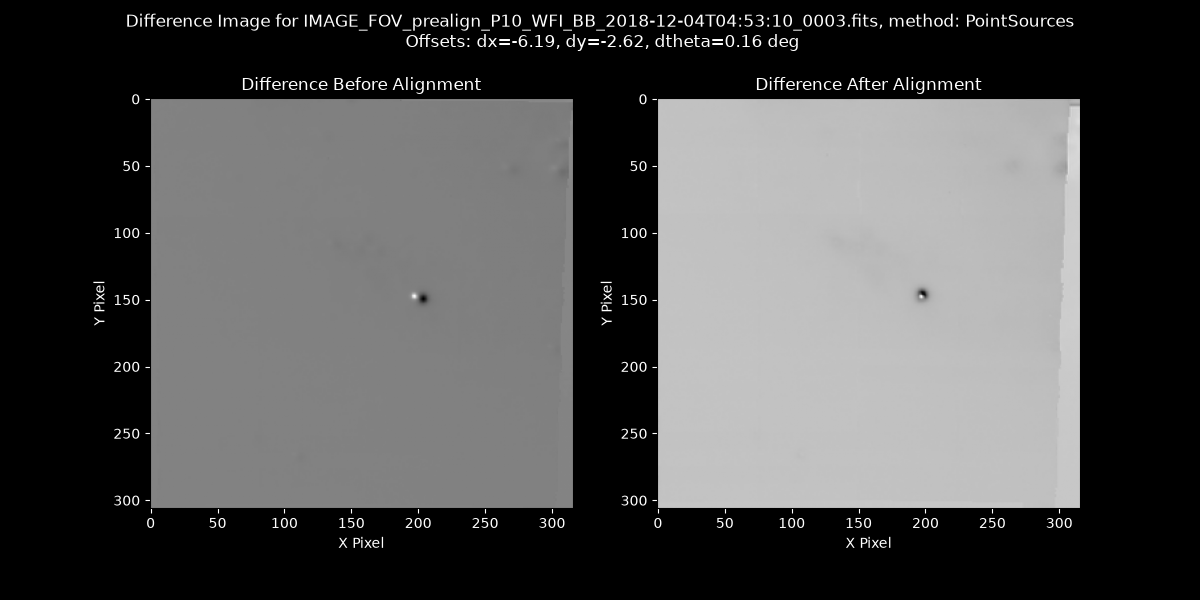 Difference Image for IMAGE_FOV_prealign_P10_WFI_BB_2018-12-04T04:53:10_0003.fits, method: PointSources
Offsets: dx=-6.19, dy=-2.62, dtheta=0.16 deg
Difference Before Alignment
0
50
100
150
200
250
300
Y Pixel
0 50 100 150 200 250 300
X Pixel
Difference After Alignment
0
50
100
150
200
250
300
Y Pixel
0 50 100 150 200 250 300
X Pixel